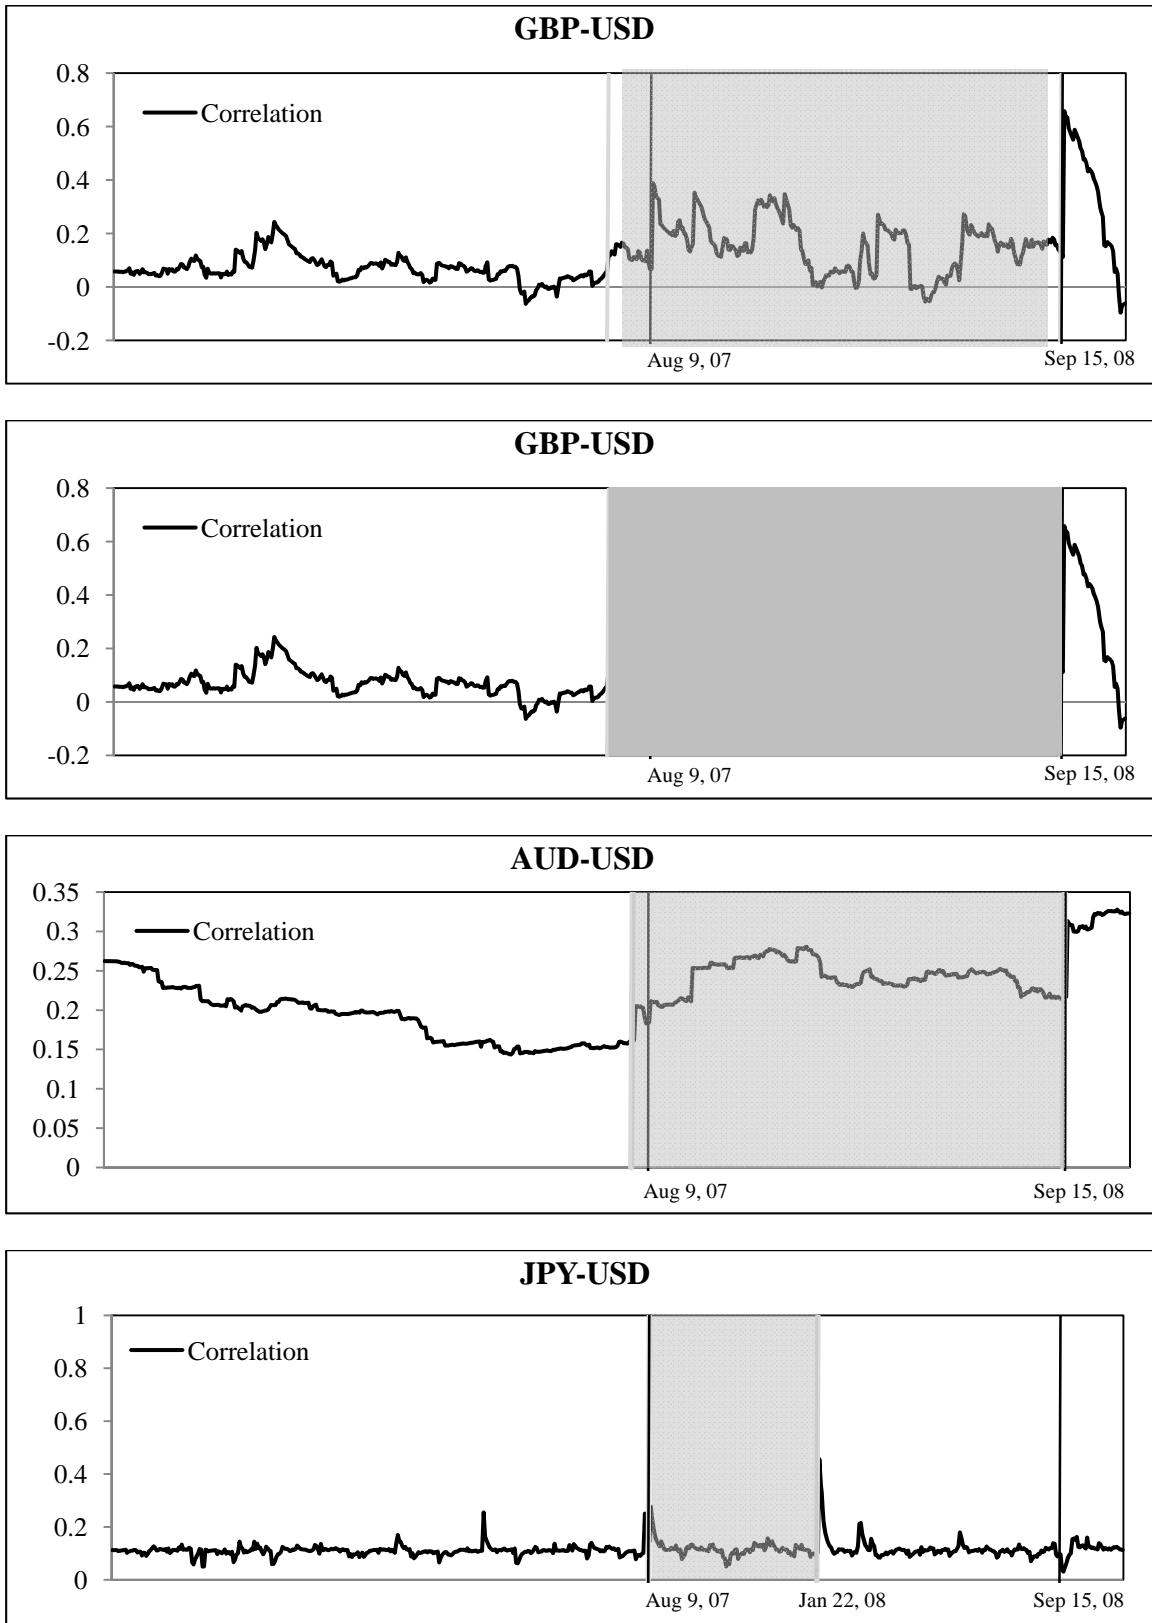 GBP-USD
0.8
Correlation
0.6
0.4
0.2
0
-0.2
Aug 9, 07 Sep 15, 08
GBP-USD
0.8
Correlation
0.6
0.4
0.2
0
-0.2
Aug 9, 07 Sep 15, 08
AUD-USD
0.35
0.3 Correlation
0.25
0.2
0.15
0.1
0.05
0
Aug 9, 07 Sep 15, 08
JPY-USD
1
Correlation
0.8
0.6
0.4
0.2
0
Aug 9, 07 Jan 22, 08 Sep 15, 08